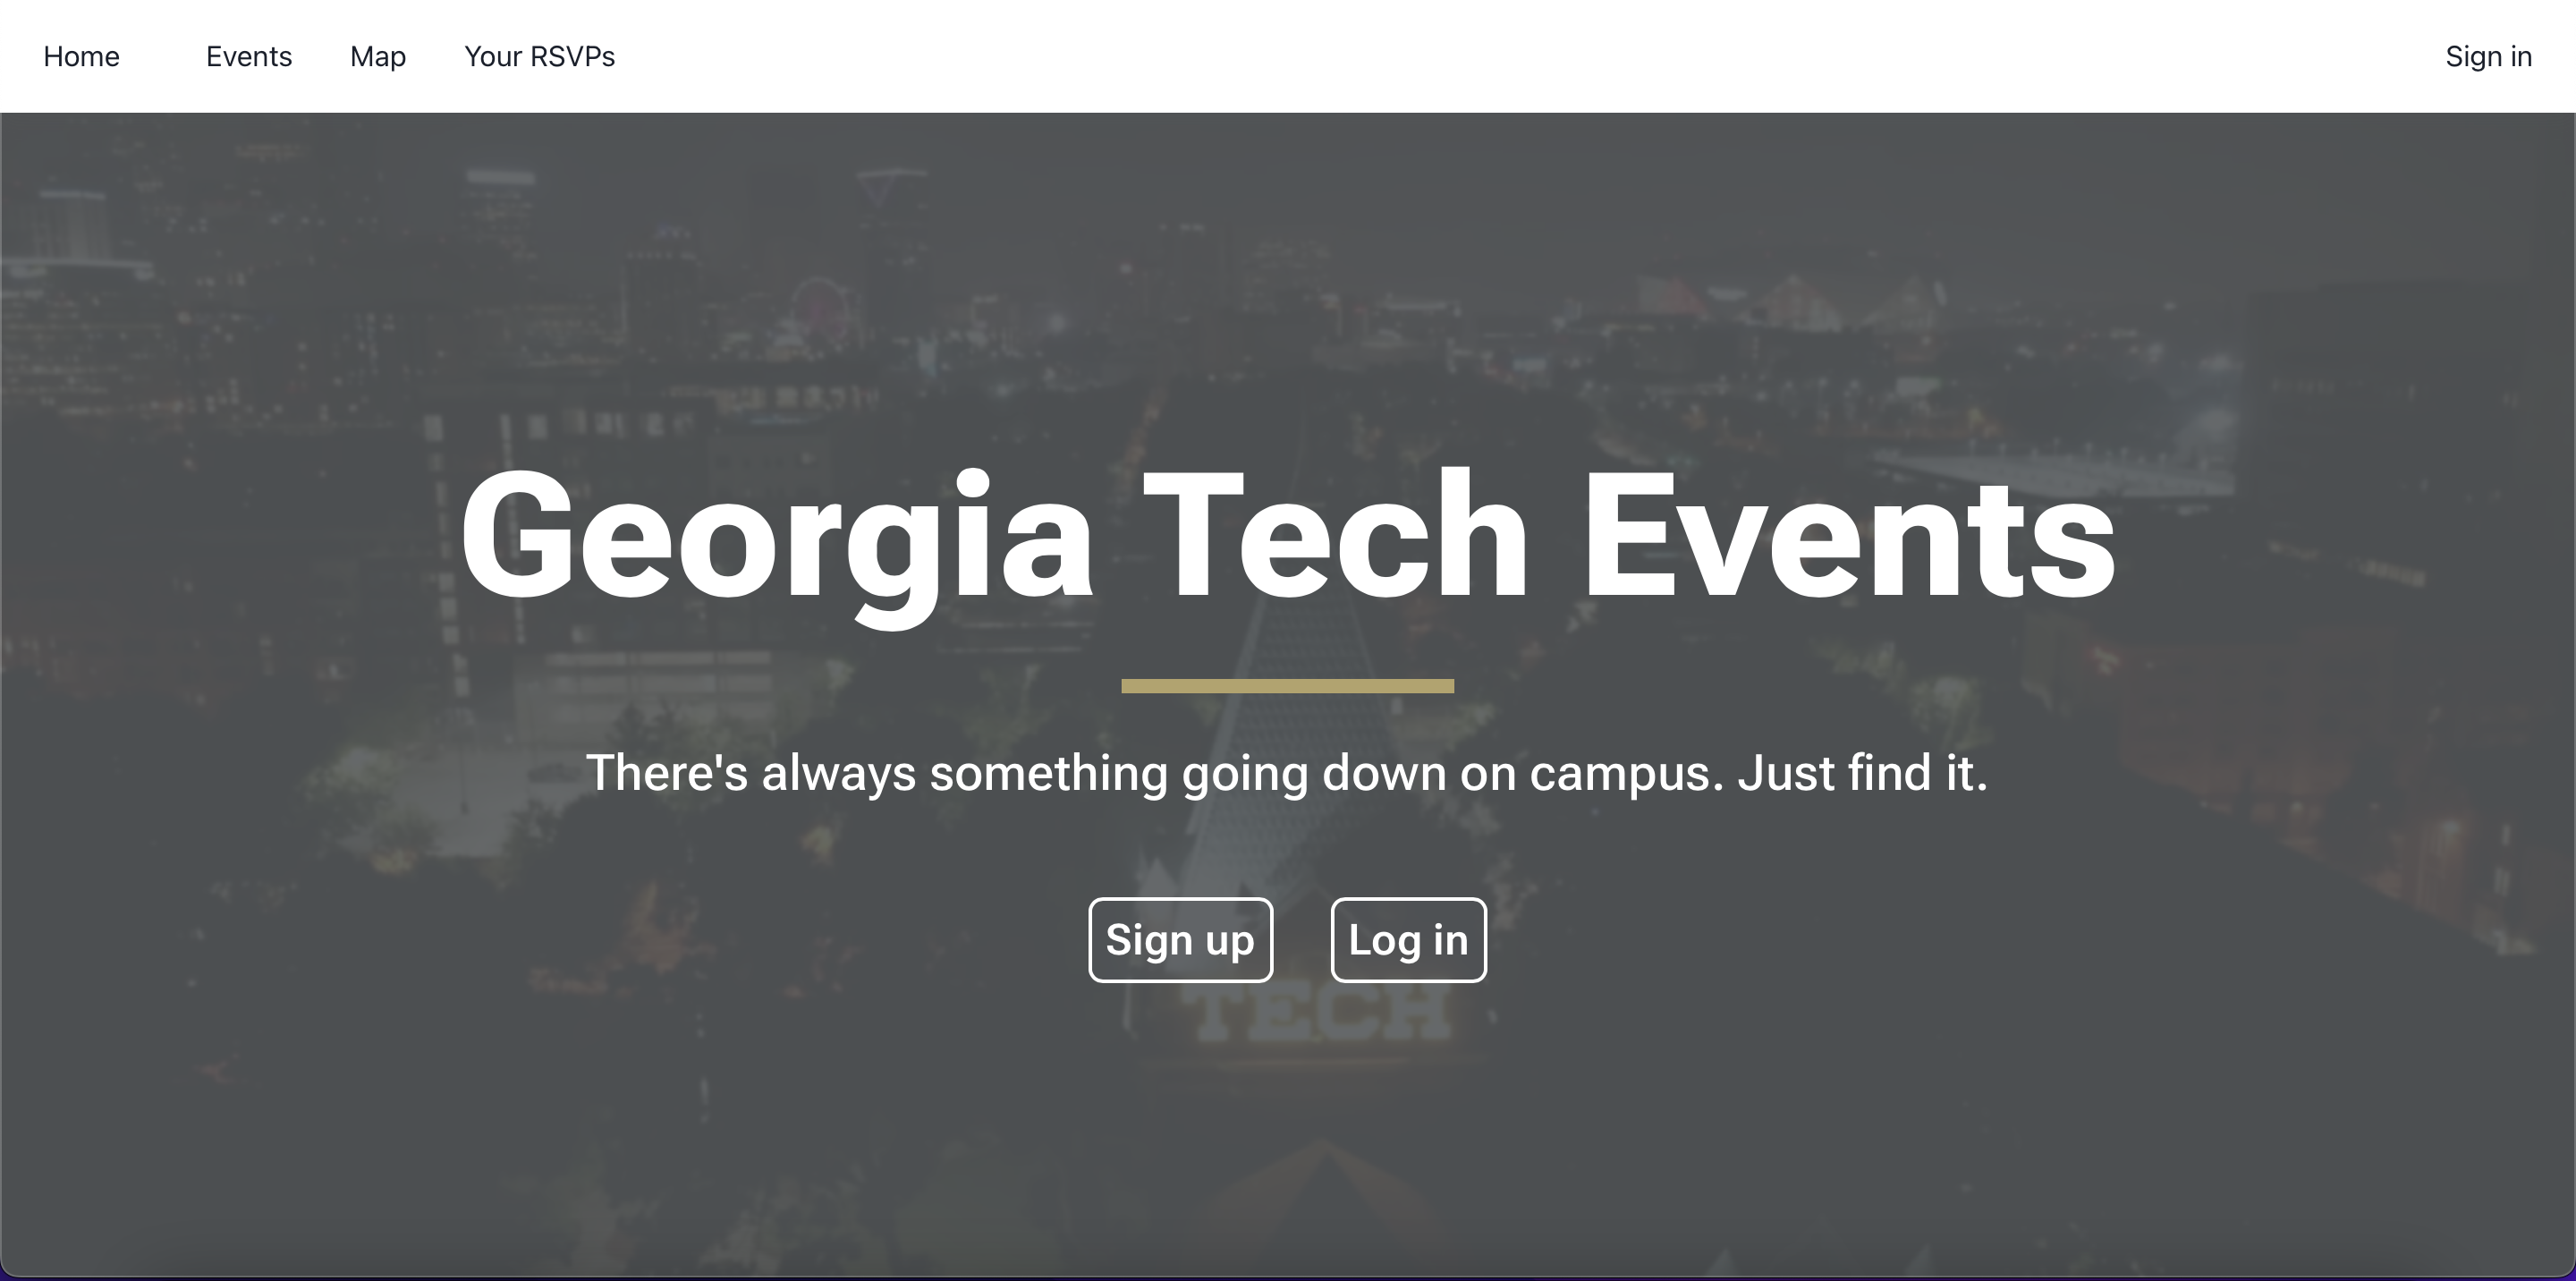 Home Events Map Your RSVPs Sign in
Georgia Tech Events
There's always something going down on campus. Just find it.
Sign up Log in
TECH